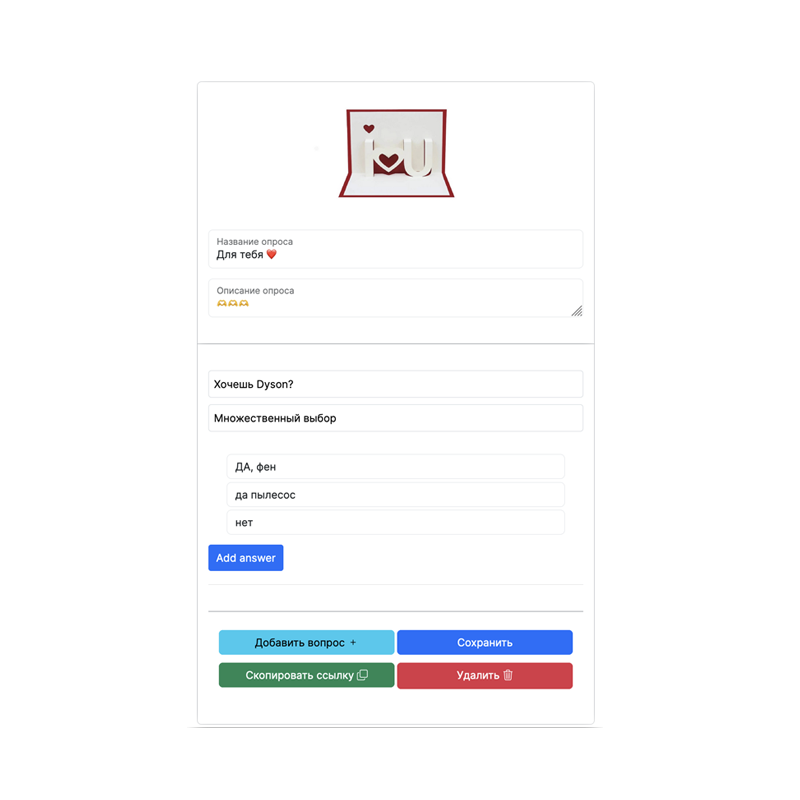 I ♥ U
Название опроса
Для тебя ❤️
Описание опроса
🫶🫶🫶
Хочешь Dyson?
Множественный выбор
ДА, фен
да пылесос
нет
Add answer
Добавить вопрос +
Сохранить
Скопировать ссылку
Удалить